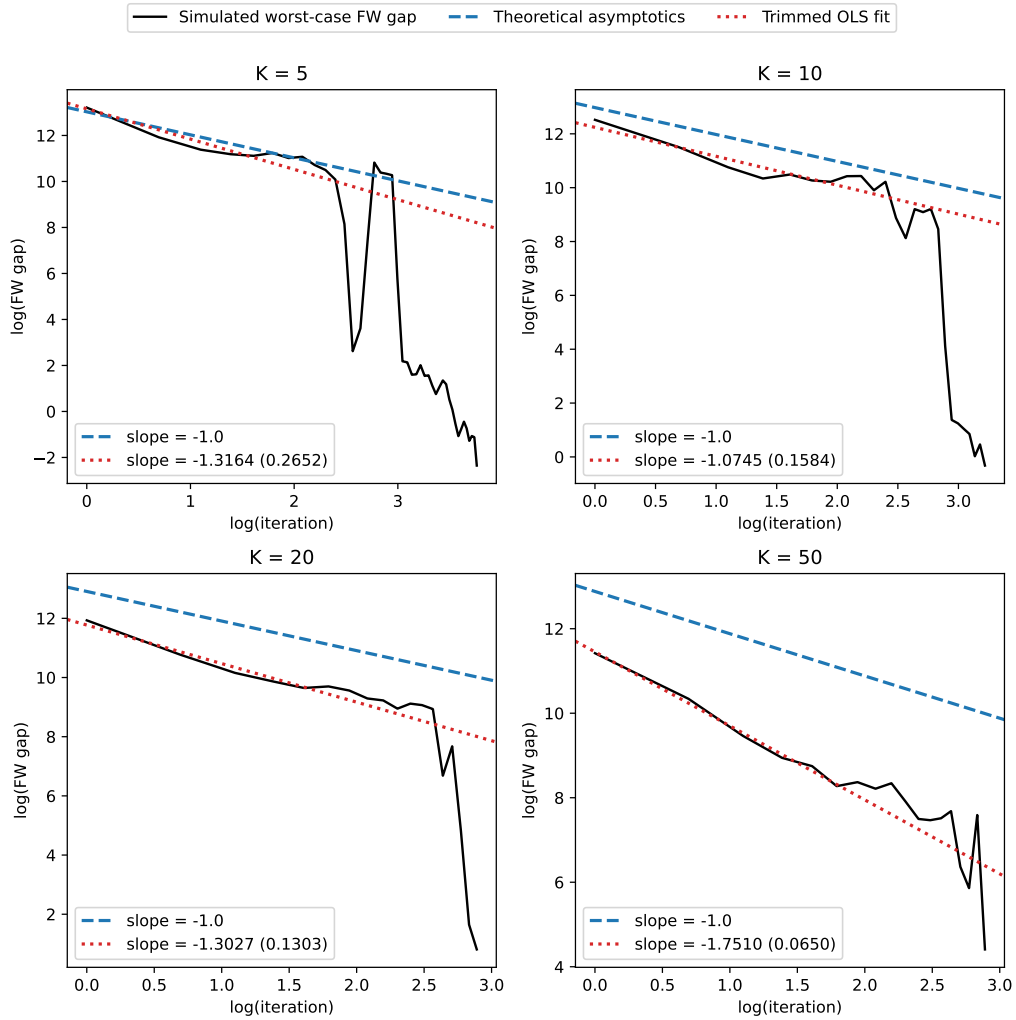 Simulated worst-case FW gap Theoretical asymptotics Trimmed OLS fit
K = 5
12
10
8
6
4
2
0
−2
log(FW gap)
slope = -1.0
slope = -1.3164 (0.2652)
0 1 2 3
log(iteration)
K = 10
12
10
8
6
4
2
0
log(FW gap)
slope = -1.0
slope = -1.0745 (0.1584)
0.0 0.5 1.0 1.5 2.0 2.5 3.0
log(iteration)
K = 20
12
10
8
6
4
2
log(FW gap)
slope = -1.0
slope = -1.3027 (0.1303)
0.0 0.5 1.0 1.5 2.0 2.5 3.0
log(iteration)
K = 50
12
10
8
6
4
log(FW gap)
slope = -1.0
slope = -1.7510 (0.0650)
0.0 0.5 1.0 1.5 2.0 2.5 3.0
log(iteration)